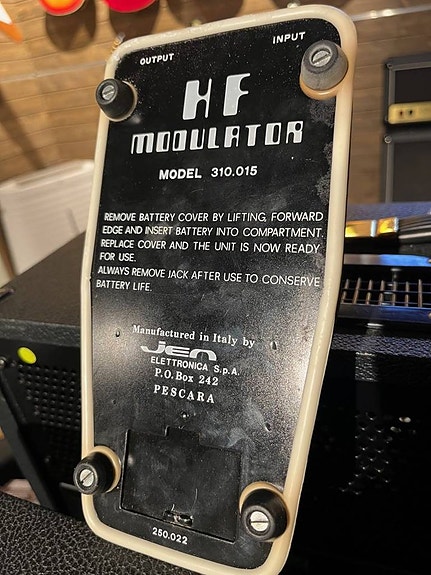 OUTPUT
INPUT
HF
MODULATOR
MODEL 310.015
REMOVE BATTERY COVER BY LIFTING, FORWARD
EDGE AND INSERT BATTERY INTO COMPARTMENT.
REPLACE COVER AND THE UNIT IS NOW READY
FOR USE.
ALWAYS REMOVE JACK AFTER USE TO CONSERVE
BATTERY LIFE.
Manufactured in Italy by
jen
ELETTRONICA S.p.A.
P.O. Box 242
PESCARA
250.022